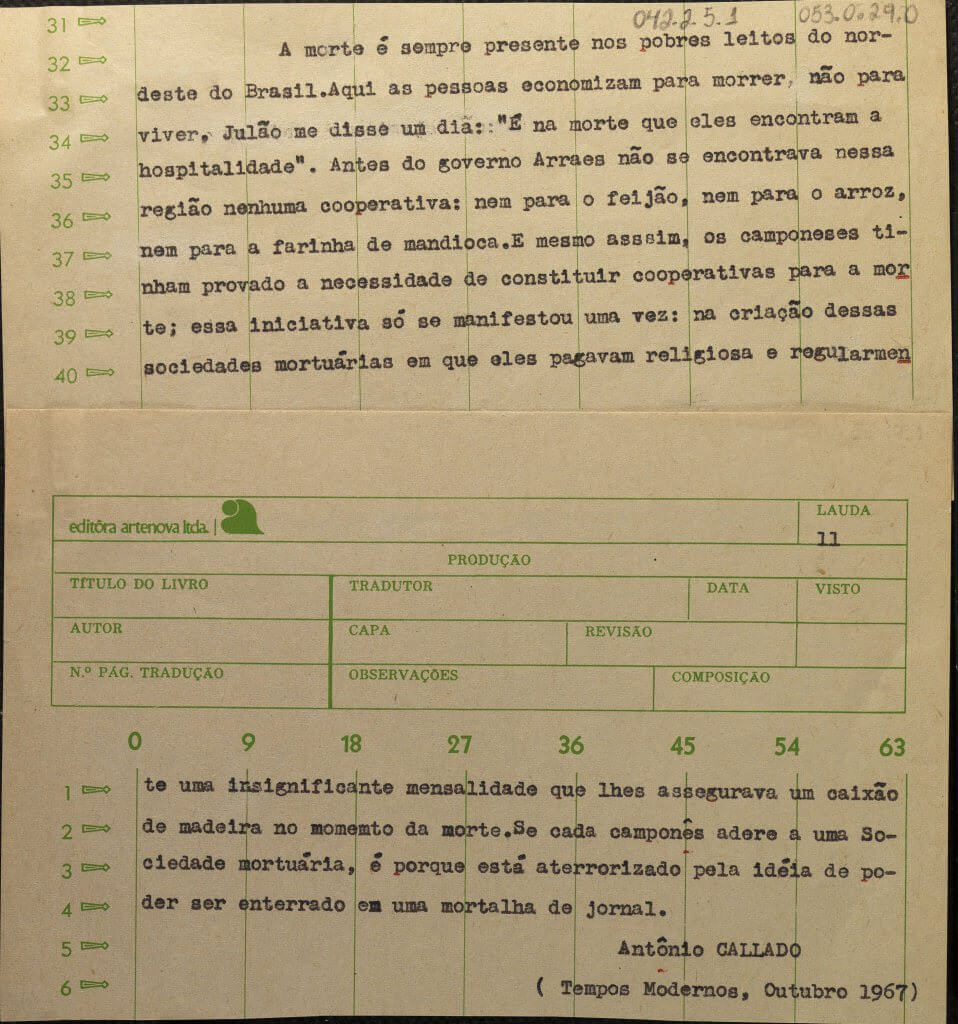 042.2.5.1 053.0.29.0
31
32 A morte é sempre presente nos pobres leitos do nor-
33 deste do Brasil.Aqui as pessoas economizam para morrer, não para
34 viver. Julão me disse um dia: "É na morte que eles encontram a
35 hospitalidade". Antes do governo Arraes não se encontrava nessa
36 região nenhuma cooperativa: nem para o feijão, nem para o arroz,
37 nem para a farinha de mandioca.E mesmo asssim, os camponeses ti-
38 nham provado a necessidade de constituir cooperativas para a mor
39 te; essa iniciativa só se manifestou uma vez: na criação dessas
40 sociedades mortuárias em que eles pagavam religiosa e regularmen
editôra artenova ltda. LAUDA
11
PRODUÇÃO
TÍTULO DO LIVRO TRADUTOR DATA VISTO
AUTOR CAPA REVISÃO
N.º PÁG. TRADUÇÃO OBSERVAÇÕES COMPOSIÇÃO
0 9 18 27 36 45 54 63
1 te uma insignificante mensalidade que lhes assegurava um caixão
2 de madeira no momemto da morte.Se cada camponês adere a uma So-
3 ciedade mortuária, é porque está aterrorizado pela idéia de po-
4 der ser enterrado em uma mortalha de jornal.
5 Antônio CALLADO
6 ( Tempos Modernos, Outubro 1967)